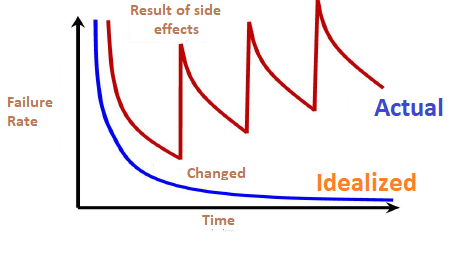 Result of side
effects
Failure
Rate
Actual
Changed
Idealized
Time